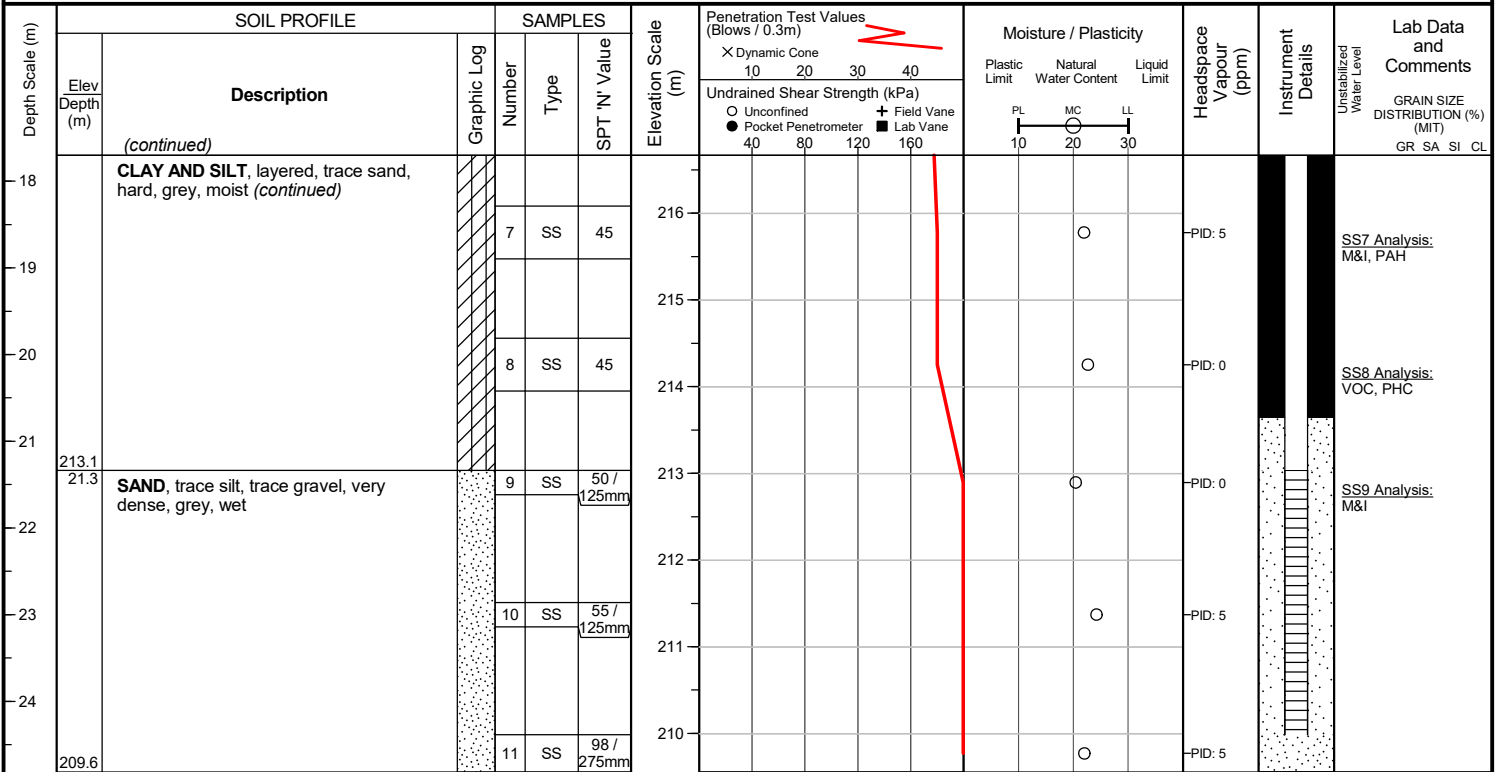 SOIL PROFILE
SAMPLES
Depth Scale (m)
Elev
Depth
(m)
Description
(continued)
Graphic Log
Number
Type
SPT 'N' Value
Elevation Scale
(m)
Penetration Test Values
(Blows / 0.3m)
× Dynamic Cone
10 20 30 40
Undrained Shear Strength (kPa)
Unconfined
Field Vane
Pocket Penetrometer
Lab Vane
40 80 120 160
Moisture / Plasticity
Plastic
Limit
Natural
Water Content
Liquid
Limit
PL MC LL
10 20 30
Headspace
Vapour
(ppm)
Instrument
Details
Unstabilized
Water Level
Lab Data
and
Comments
GRAIN SIZE
DISTRIBUTION (%)
(MIT)
GR SA SI CL
CLAY AND SILT, layered, trace sand,
hard, grey, moist (continued)
18
216
7 SS 45
PID: 5
SS7 Analysis:
M&I, PAH
19
215
20
8 SS 45
PID: 0
SS8 Analysis:
VOC, PHC
214
21
213.1
21.3
SAND, trace silt, trace gravel, very
dense, grey, wet
213
9 SS 50 /
125mm
PID: 0
SS9 Analysis:
M&I
22
212
23
10 SS 55 /
125mm
PID: 5
211
24
210
209.6
11 SS 98 /
275mm
PID: 5